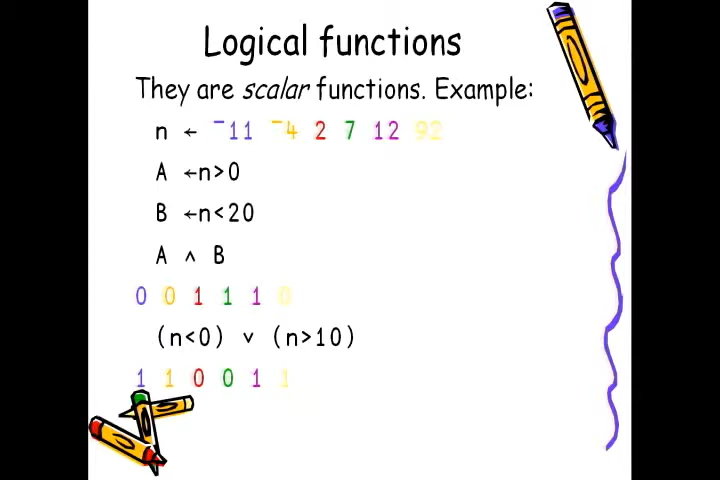 Logical functions
They are scalar functions. Example:
n ← ¯11 ¯4 2 7 12 92
A ←n>0
B ←n<20
A ∧ B
0 0 1 1 1 0
(n<0) ∨ (n>10)
1 1 0 0 1 1